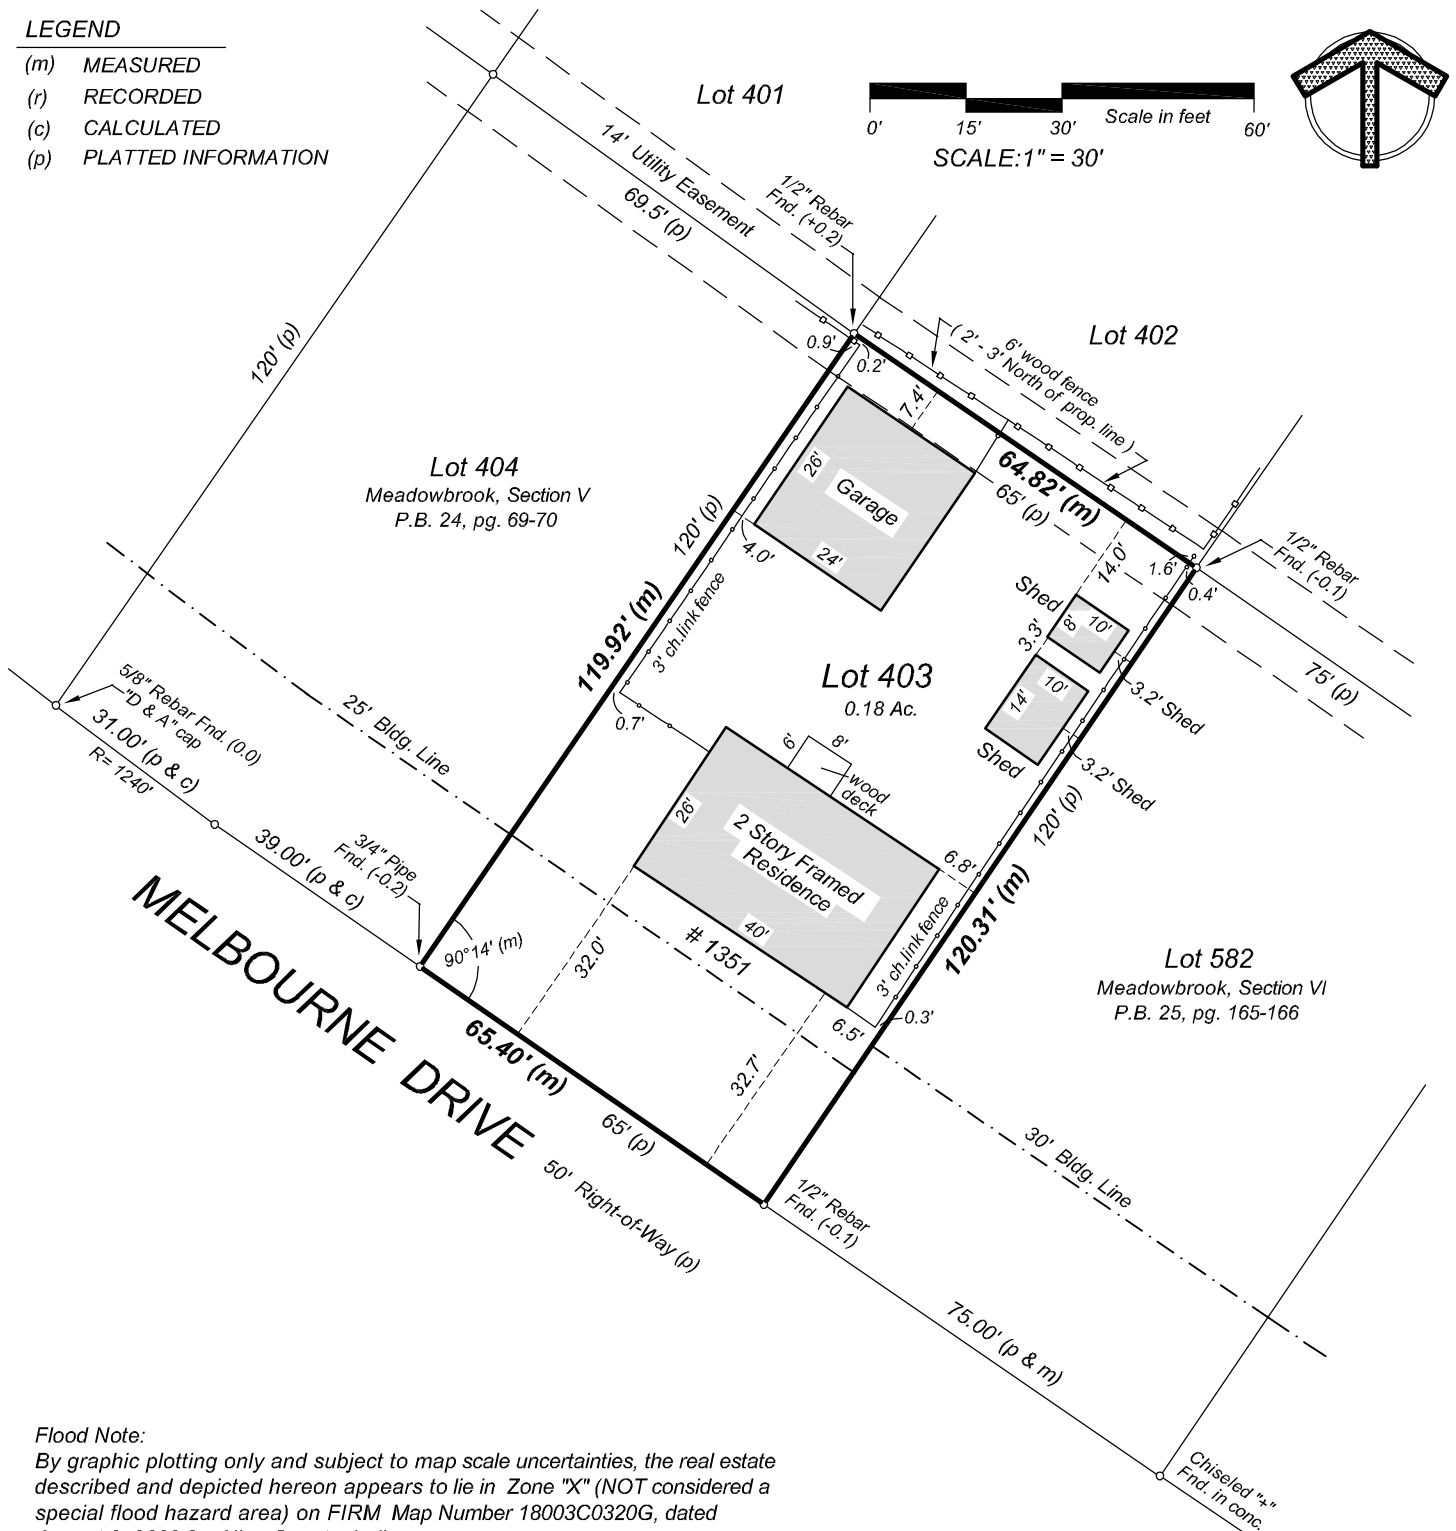 LEGEND
(m) MEASURED
(r) RECORDED
(c) CALCULATED
(p) PLATTED INFORMATION
Lot 401
0' 15' 30' 60'
Scale in feet
SCALE:1" = 30'
14' Utility Easement
69.5' (p)
1/2" Rebar
Fnd. (+0.2)
Lot 402
6' wood fence
( 2' - 3' North of prop. line )
120' (p)
0.9'
0.2'
7.4'
64.82' (m)
65' (p)
Lot 404
Meadowbrook, Section V
P.B. 24, pg. 69-70
26'
Garage
24'
4.0'
120' (p)
119.92' (m)
3' ch.link fence
0.7'
14.0'
1.6'
0.4'
1/2" Rebar
Fnd. (-0.1)
75' (p)
Shed
8'
10'
3.3'
14'
10'
Shed
3.2' Shed
3.2' Shed
Lot 403
0.18 Ac.
5/8" Rebar Fnd. (0.0)
"D & A" cap
31.00' (p & c)
R= 1240'
25' Bldg. Line
39.00' (p & c)
3/4" Pipe
Fnd. (-0.2)
6'
8'
wood
deck
26'
2 Story Framed
Residence
40'
# 1351
6.8'
120' (p)
120.31' (m)
3' ch.link fence
0.3'
6.5'
90°14' (m)
32.0'
32.7'
65.40' (m)
65' (p)
MELBOURNE DRIVE
50' Right-of-Way (p)
Lot 582
Meadowbrook, Section VI
P.B. 25, pg. 165-166
30' Bldg. Line
1/2" Rebar
Fnd. (-0.1)
75.00' (p & m)
Chiseled "+"
Fnd. in conc.
Flood Note:
By graphic plotting only and subject to map scale uncertainties, the real estate
described and depicted hereon appears to lie in Zone "X" (NOT considered a
special flood hazard area) on FIRM Map Number 18003C0320G, dated